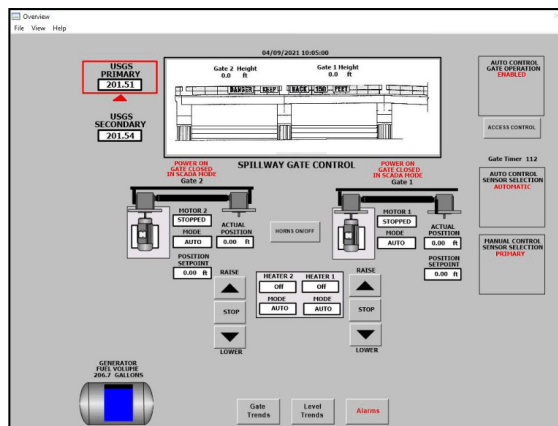 Overview
File View Help
04/09/2021 10:05:00
USGS
PRIMARY
201.51
USGS
SECONDARY
201.54
Gate 2 Height
0.0 ft
Gate 1 Height
0.0 ft
DANGER KEEP BACK 150 FEET
AUTO CONTROL
GATE OPERATION
ENABLED
ACCESS CONTROL
Gate Timer 112
AUTO CONTROL
SENSOR SELECTION
AUTOMATIC
MANUAL CONTROL
SENSOR SELECTION
PRIMARY
SPILLWAY GATE CONTROL
POWER ON
GATE CLOSED
IN SCADA MODE
Gate 2
MOTOR 2
STOPPED
MODE
AUTO
ACTUAL
POSITION
0.00 ft
POSITION
SETPOINT
0.00 ft
RAISE
STOP
LOWER
HORNS ON/OFF
HEATER 2
Off
MODE
AUTO
HEATER 1
Off
MODE
AUTO
POWER ON
GATE CLOSED
IN SCADA MODE
Gate 1
MOTOR 1
STOPPED
MODE
AUTO
ACTUAL
POSITION
0.00 ft
POSITION
SETPOINT
0.00 ft
RAISE
STOP
LOWER
GENERATOR
FUEL VOLUME
206.7 GALLONS
Gate
Trends
Level
Trends
Alarms